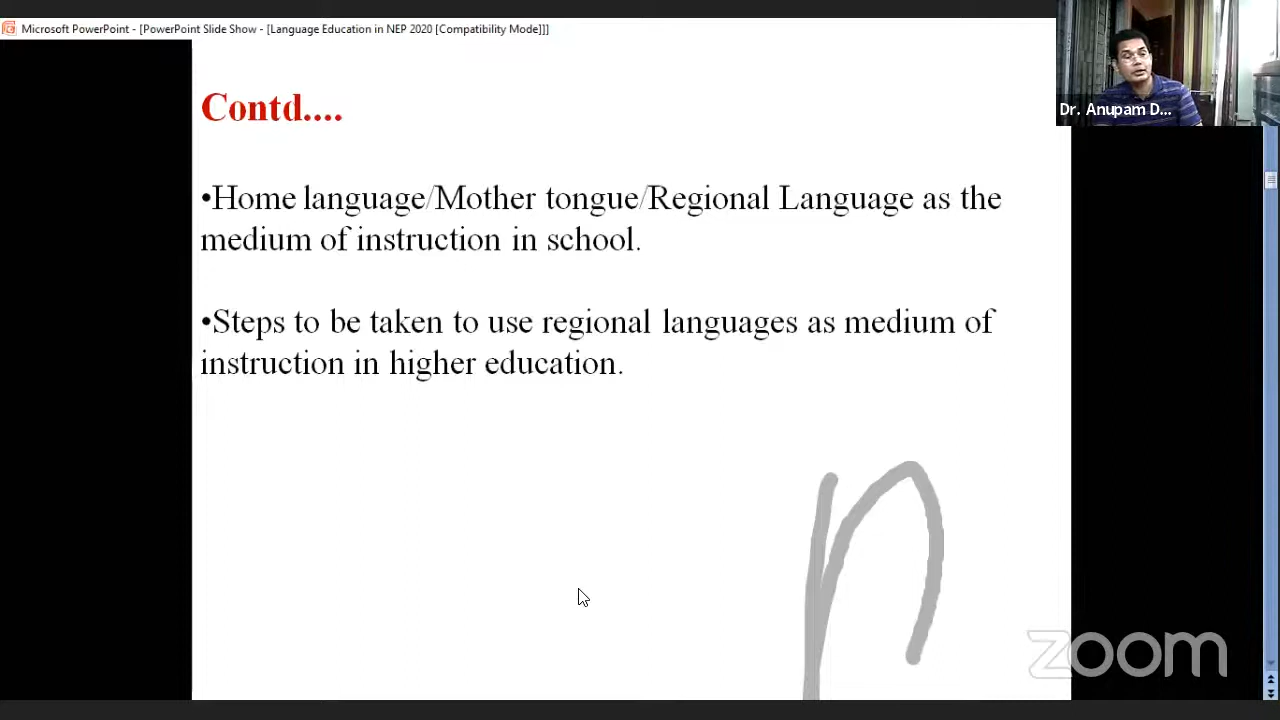 Microsoft PowerPoint - [PowerPoint Slide Show - [Language Education in NEP 2020 [Compatibility Mode]]]
Dr. Anupam D...
Contd....
•Home language/Mother tongue/Regional Language as the
medium of instruction in school.
•Steps to be taken to use regional languages as medium of
instruction in higher education.
n
zoom